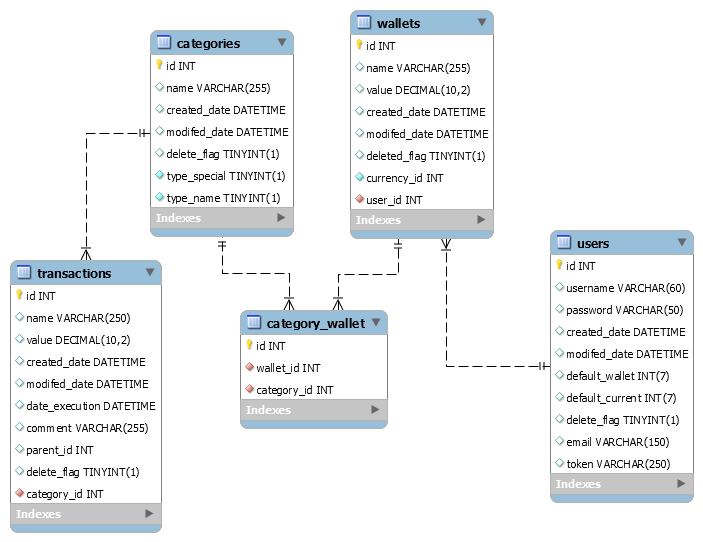 categories
id INT
name VARCHAR(255)
created_date DATETIME
modifed_date DATETIME
delete_flag TINYINT(1)
type_special TINYINT(1)
type_name TINYINT(1)
Indexes
wallets
id INT
name VARCHAR(255)
value DECIMAL(10,2)
created_date DATETIME
modifed_date DATETIME
deleted_flag TINYINT(1)
currency_id INT
user_id INT
Indexes
transactions
id INT
name VARCHAR(250)
value DECIMAL(10,2)
created_date DATETIME
modifed_date DATETIME
date_execution DATETIME
comment VARCHAR(255)
parent_id INT
delete_flag TINYINT(1)
category_id INT
Indexes
category_wallet
id INT
wallet_id INT
category_id INT
Indexes
users
id INT
username VARCHAR(60)
password VARCHAR(50)
created_date DATETIME
modifed_date DATETIME
default_wallet INT(7)
default_current INT(7)
delete_flag TINYINT(1)
email VARCHAR(150)
token VARCHAR(250)
Indexes